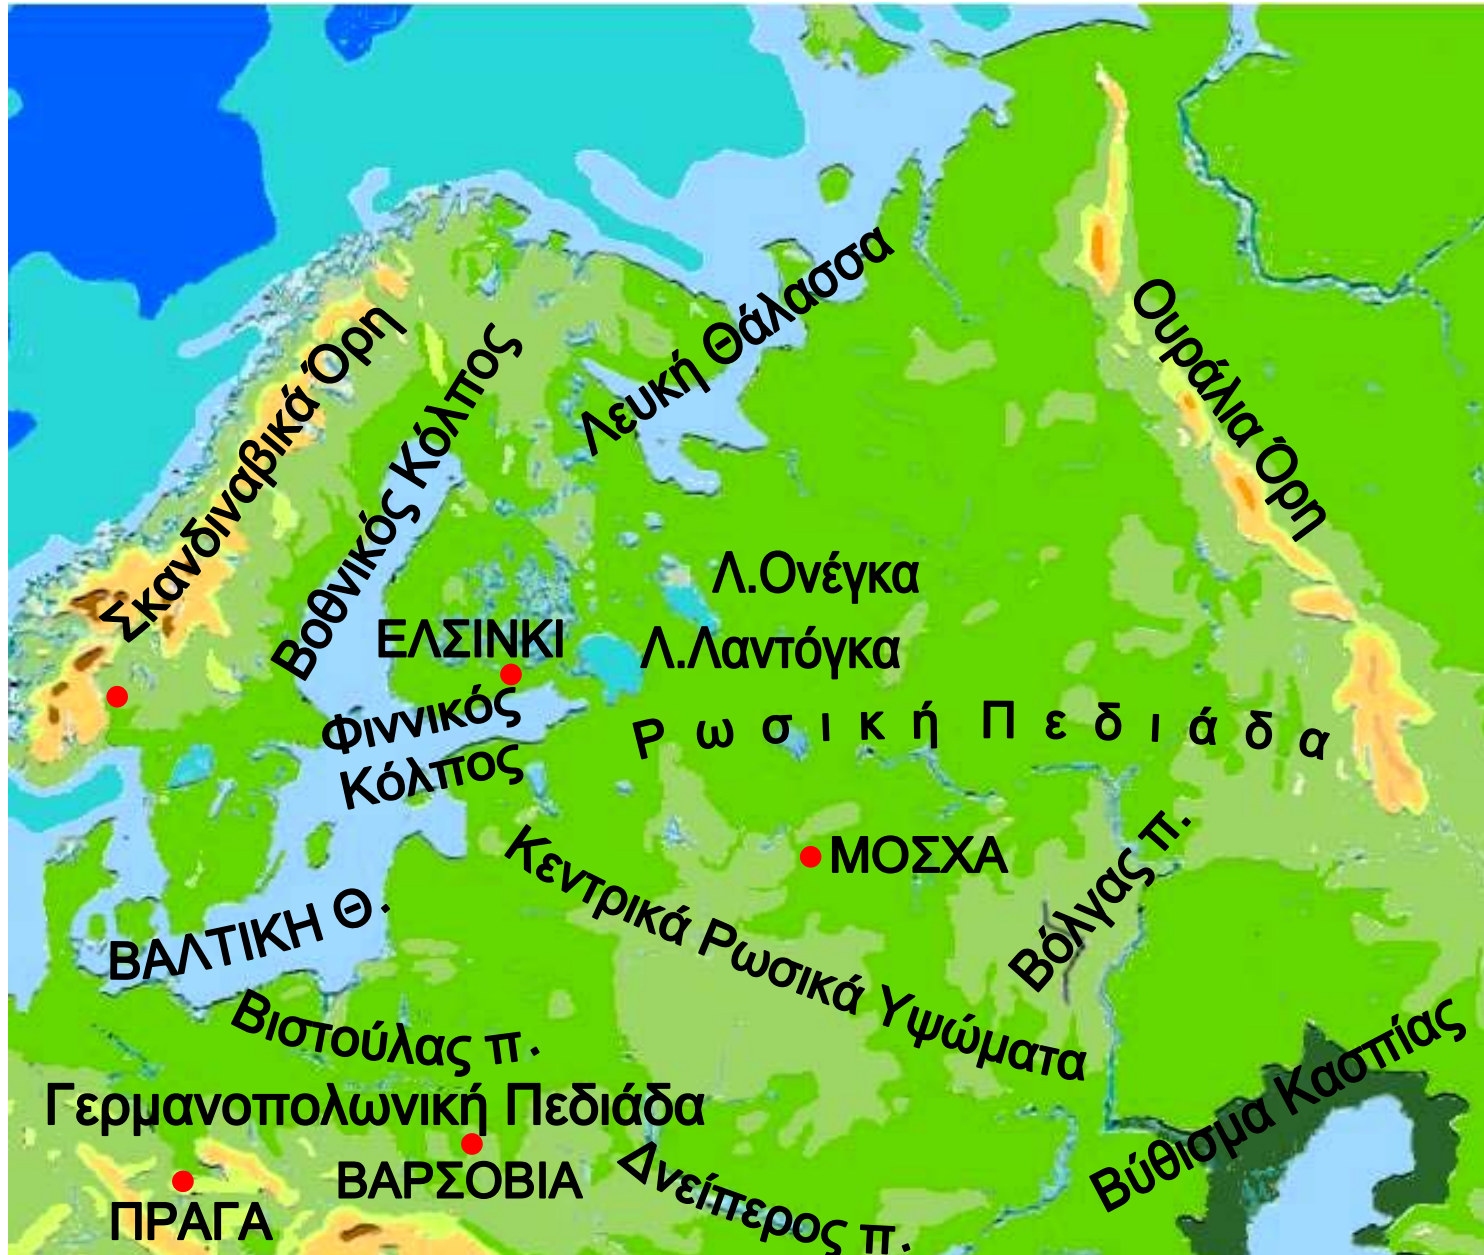 Λευκή Θάλασσα
Σκανδιναβικά Όρη
Βοθνικός Κόλπος
Ουράλια Όρη
Λ.Ονέγκα
ΕΛΣΙΝΚΙ
Λ.Λαντόγκα
Φιννικός
Κόλπος
Ρωσική Πεδιάδα
ΜΟΣΧΑ
Κεντρικά Ρωσικά Υψώματα
Βόλγας π.
ΒΑΛΤΙΚΗ Θ.
Βιστούλας π.
Γερμανοπολωνική Πεδιάδα
Βύθισμα Κασπίας
ΒΑΡΣΟΒΙΑ
Δνείπερος π.
ΠΡΑΓΑ